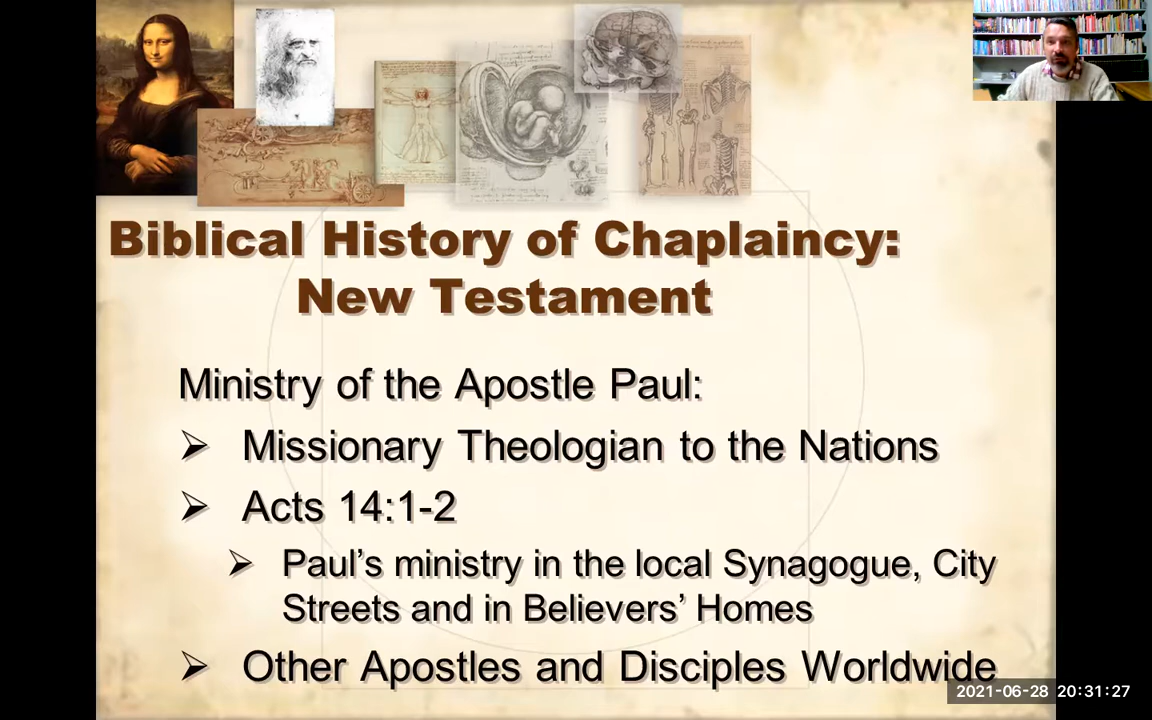 Biblical History of Chaplaincy:
New Testament
Ministry of the Apostle Paul:
➢ Missionary Theologian to the Nations
➢ Acts 14:1-2
➢ Paul’s ministry in the local Synagogue, City
Streets and in Believers’ Homes
➢ Other Apostles and Disciples Worldwide
2021-06-28 20:31:27